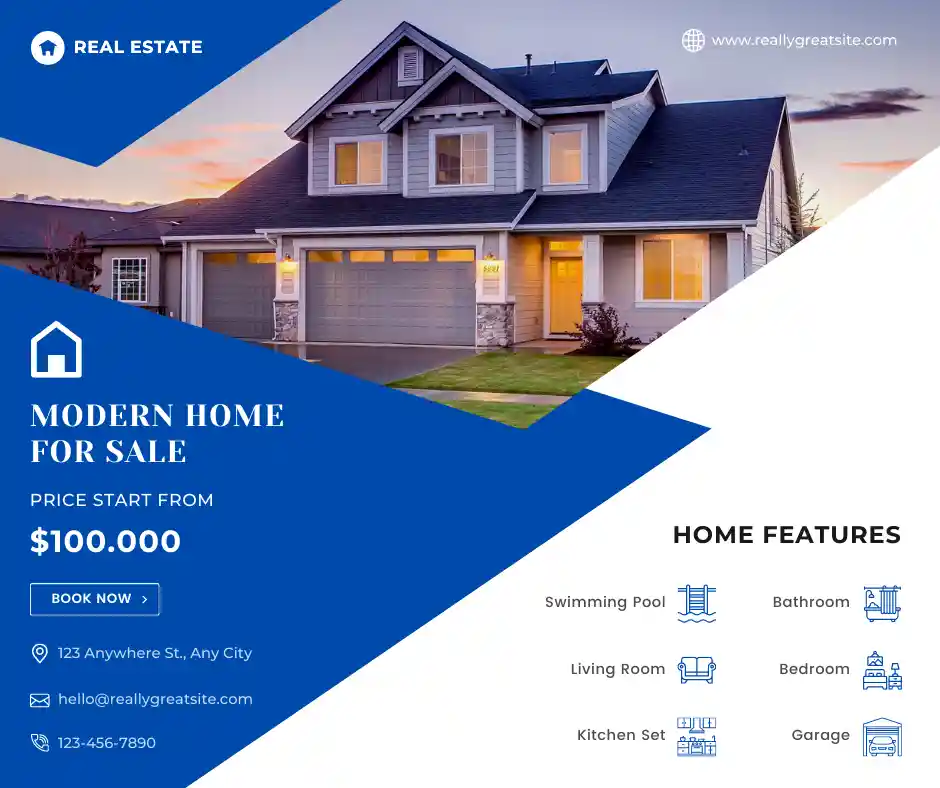 REAL ESTATE
www.reallygreatsite.com
MODERN HOME
FOR SALE
PRICE START FROM
$100.000
BOOK NOW
123 Anywhere St., Any City
hello@reallygreatsite.com
123-456-7890
HOME FEATURES
Swimming Pool
Bathroom
Living Room
Bedroom
Kitchen Set
Garage